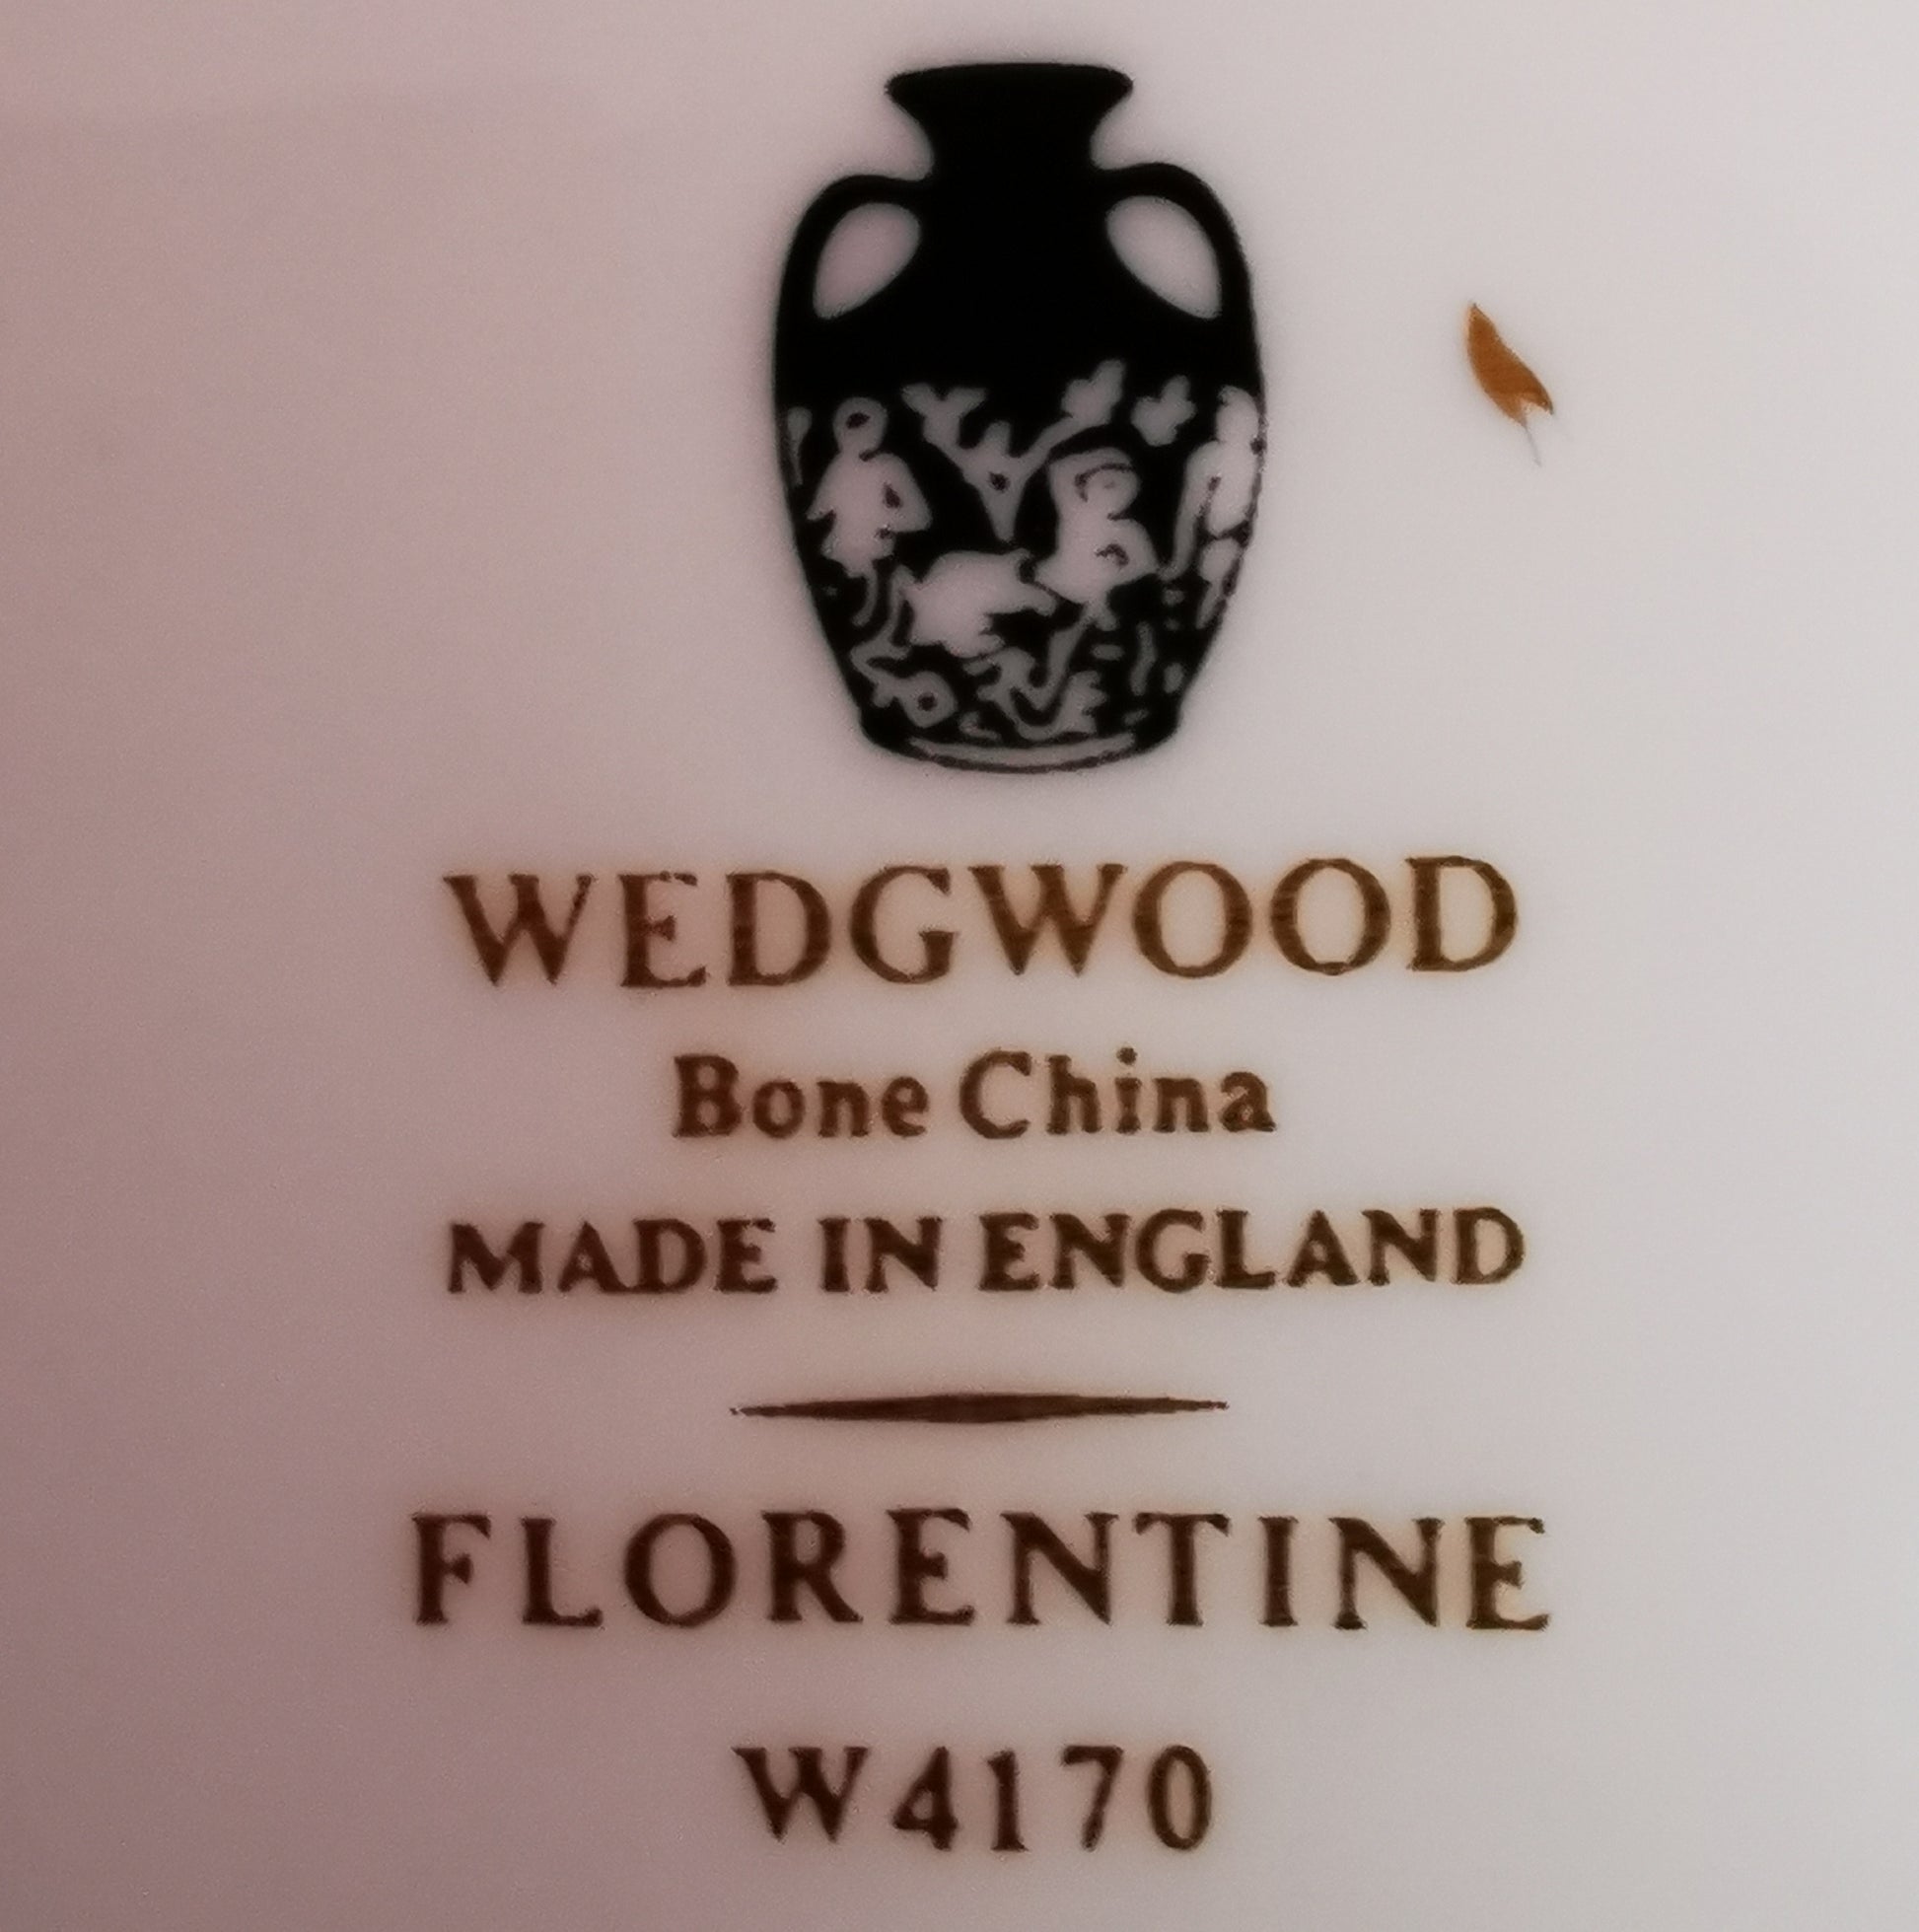 WEDGWOOD
Bone China
MADE IN ENGLAND
FLORENTINE
W4170